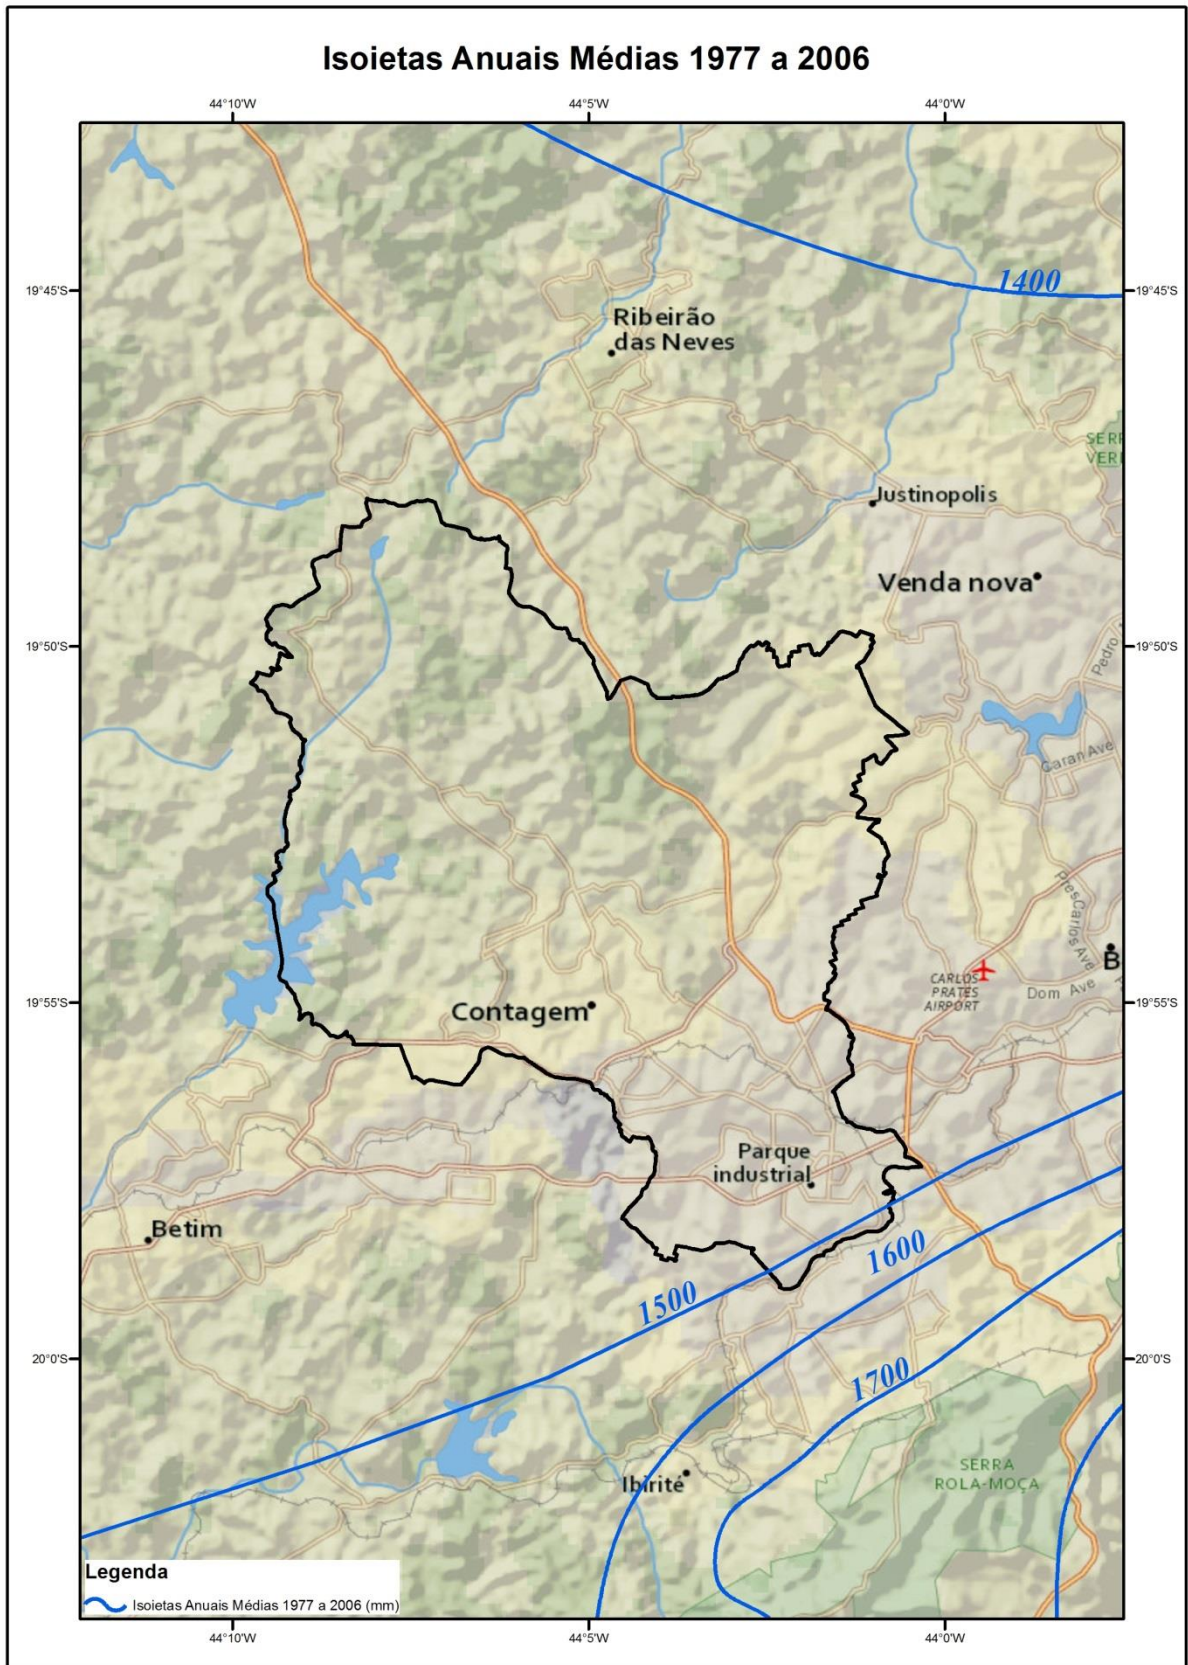 Isoietas Anuais Médias 1977 a 2006
44°10'W
44°5'W
44°0'W
1400
19°45'S
19°45'S
Ribeirão
das Neves
Justinopolis
Venda nova
19°50'S
19°50'S
Pedro
Caran Ave
PresCarlos Ave
B
CARLOS
PRATES
AIRPORT
Dom Ave
19°55'S
19°55'S
Contagem
Parque
industrial
Betim
1600
1500
20°0'S
20°0'S
1700
SERRA
ROLA-MOÇA
Ibirité
Legenda
Isoietas Anuais Médias 1977 a 2006 (mm)
44°10'W
44°5'W
44°0'W